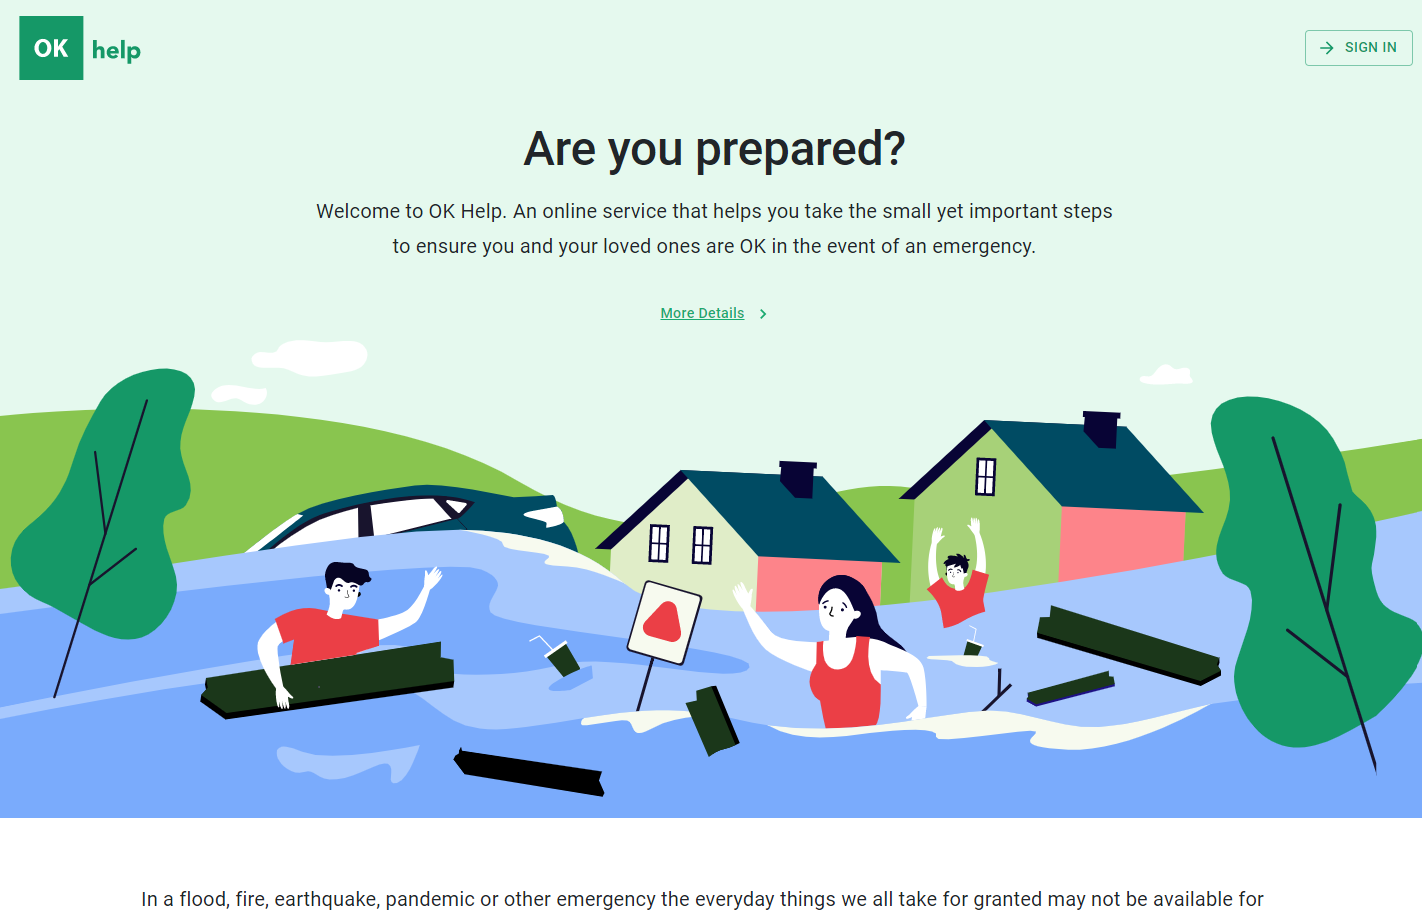 OK help
SIGN IN
Are you prepared?
Welcome to OK Help. An online service that helps you take the small yet important steps
to ensure you and your loved ones are OK in the event of an emergency.
More Details
In a flood, fire, earthquake, pandemic or other emergency the everyday things we all take for granted may not be available for